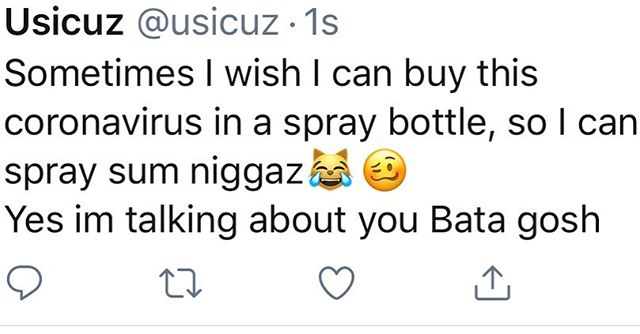 Usicuz @usicuz · 1s
Sometimes I wish I can buy this
coronavirus in a spray bottle, so I can
spray sum niggaz😹🥴
Yes im talking about you Bata gosh